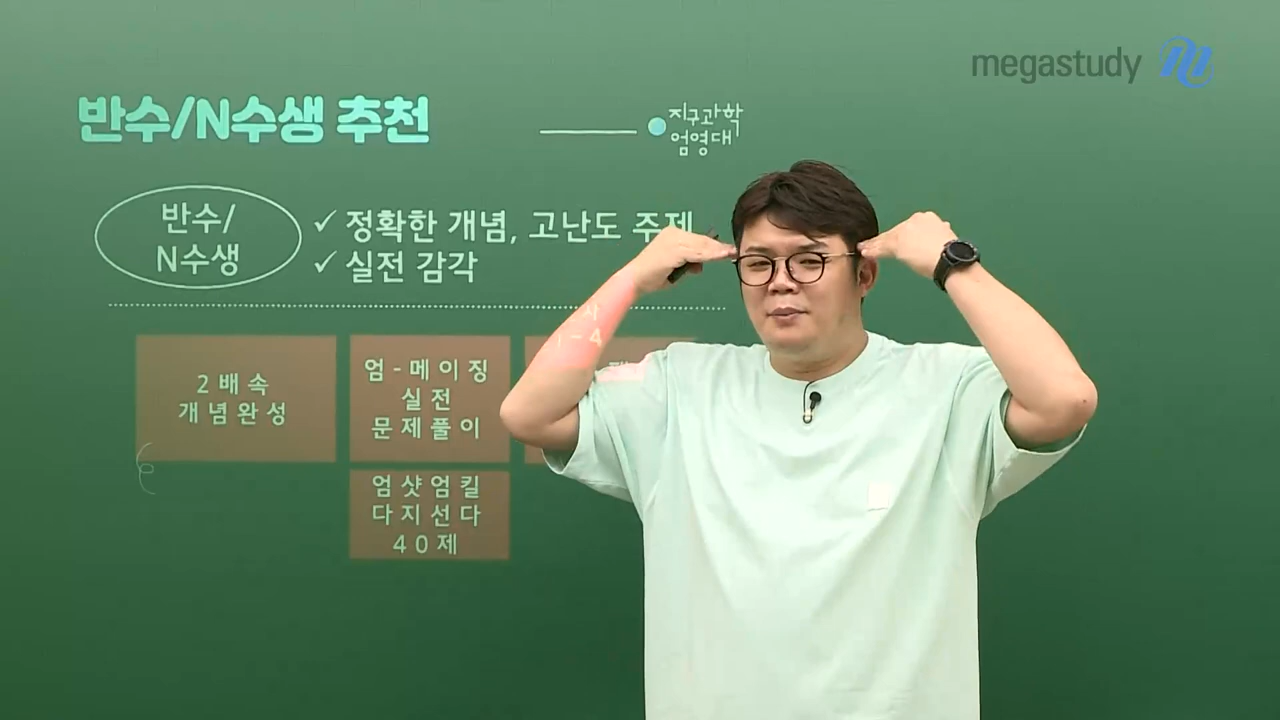 megastudy
반수/N수생 추천
지구과학
엄영대
반수/
N수생
✓ 정확한 개념, 고난도 주제
✓ 실전 감각
2배속
개념완성
엄-메이징
실전
문제풀이
엄샷엄킬
다지선다
40제